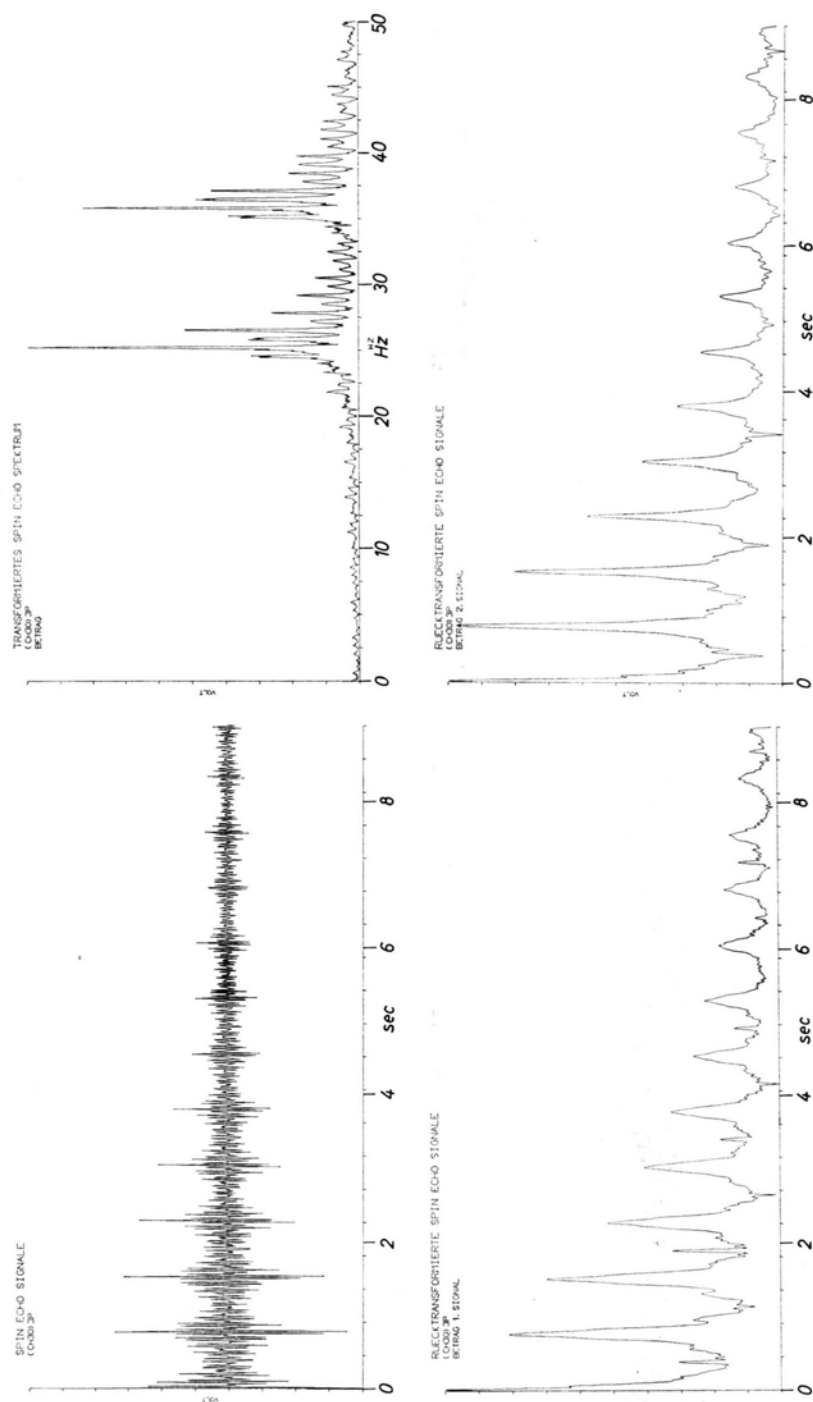 SPIN ECHO SIGNALE
(CH3O)3P
VOLT
0 2 4 6 8
sec
TRANSFORMIERTES SPIN ECHO SPEKTRUM
(CH3O)3P
BETRAG
VOLT
HZ
0 10 20 30 40 50
Hz
RUECKTRANSFORMIERTE SPIN ECHO SIGNALE
(CH3O)3P
BETRAG 1. SIGNAL
0 2 4 6 8
sec
RUECKTRANSFORMIERTE SPIN ECHO SIGNALE
(CH3O)3P
BETRAG 2. SIGNAL
VOLT
0 2 4 6 8
sec